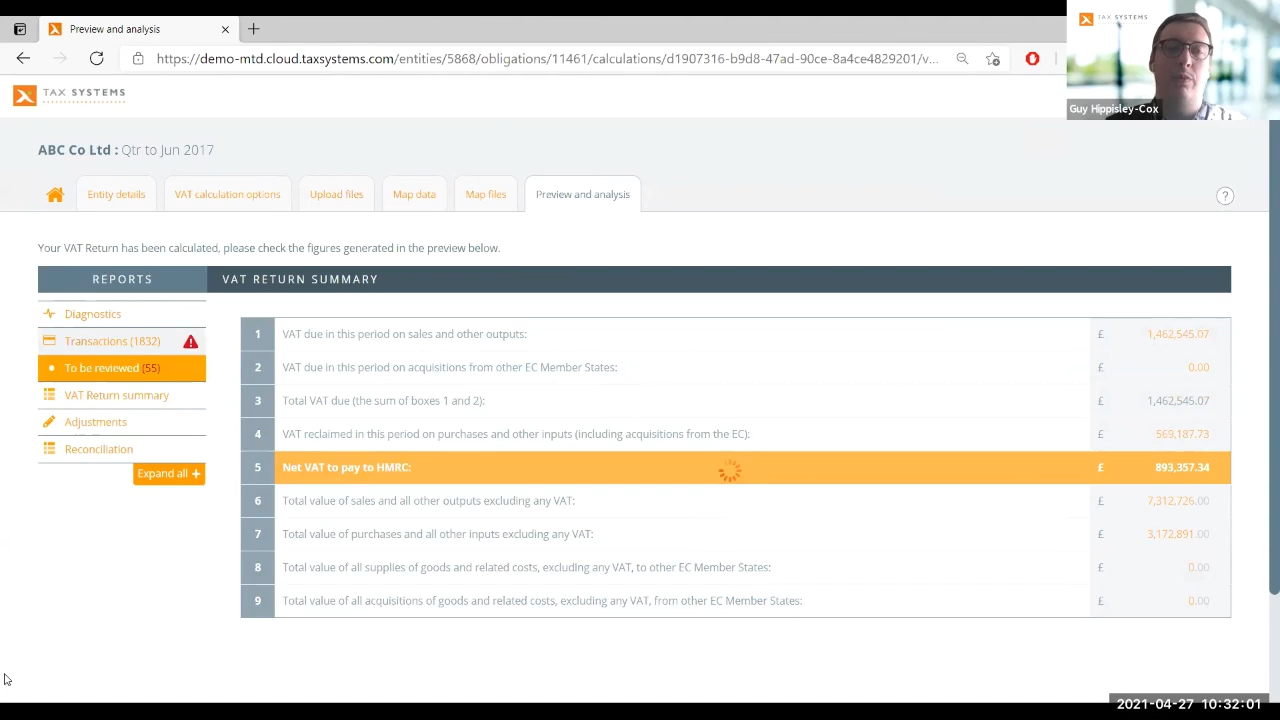 Preview and analysis
https://demo-mtd.cloud.taxsystems.com/entities/5868/obligations/11461/calculations/d1907316-b9d8-47ad-90ce-8a4ce4829201/v...
TAX SYSTEMS
Guy Hippisley-Cox
TAX SYSTEMS
ABC Co Ltd : Qtr to Jun 2017
Entity details
VAT calculation options
Upload files
Map data
Map files
Preview and analysis
?
Your VAT Return has been calculated, please check the figures generated in the preview below.
REPORTS
Diagnostics
Transactions (1832)
To be reviewed (55)
VAT Return summary
Adjustments
Reconciliation
Expand all +
VAT RETURN SUMMARY
1 VAT due in this period on sales and other outputs: £ 1,462,545.07
2 VAT due in this period on acquisitions from other EC Member States: £ 0.00
3 Total VAT due (the sum of boxes 1 and 2): £ 1,462,545.07
4 VAT reclaimed in this period on purchases and other inputs (including acquisitions from the EC): £ 569,187.73
5 Net VAT to pay to HMRC: £ 893,357.34
6 Total value of sales and all other outputs excluding any VAT: £ 7,312,726.00
7 Total value of purchases and all other inputs excluding any VAT: £ 3,172,891.00
8 Total value of all supplies of goods and related costs, excluding any VAT, to other EC Member States: £ 0.00
9 Total value of all acquisitions of goods and related costs, excluding any VAT, from other EC Member States: £ 0.00
2021-04-27 10:32:01